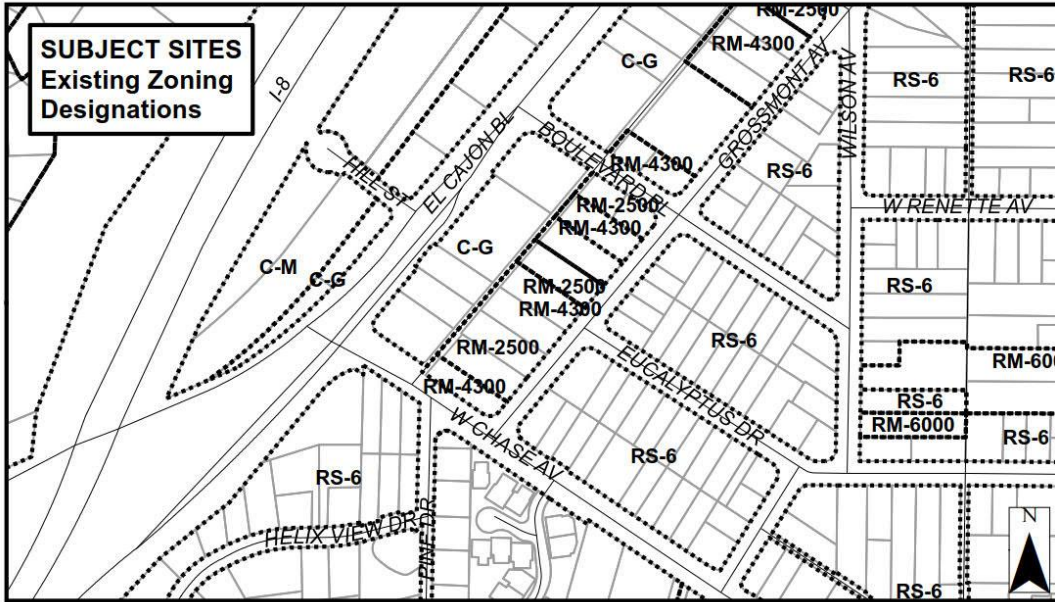 SUBJECT SITES
Existing Zoning
Designations
I-8
RM-2500
RM-4300
C-G
GROSSMONT AV
WILSON AV
RS-6
RS-6
EL CAJON BL
BOULEVARD PL
HILL ST
RM-4300
RS-6
RM-2500
RM-4300
W RENETTE AV
C-G
C-M
C-G
RM-2500
RM-4300
RS-6
RM-2500
RS-6
EUCALYPTUS DR
RM-600
RM-4300
RS-6
RM-6000
W CHASE AV
RS-6
RS-6
RS-6
HELIX VIEW DR
PINE DR
N
RS-6